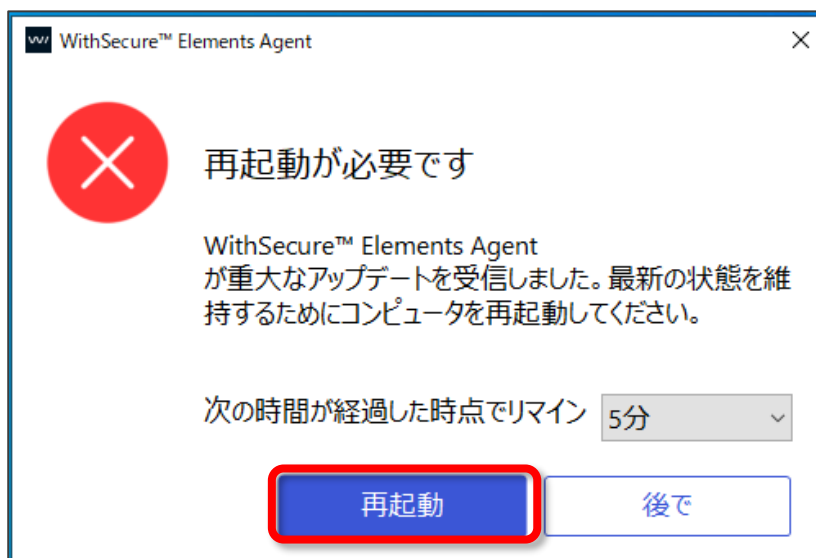 WithSecure™ Elements Agent
再起動が必要です
WithSecure™ Elements Agent
が重大なアップデートを受信しました。最新の状態を維
持するためにコンピュータを再起動してください。
次の時間が経過した時点でリマイン 5分
再起動 後で